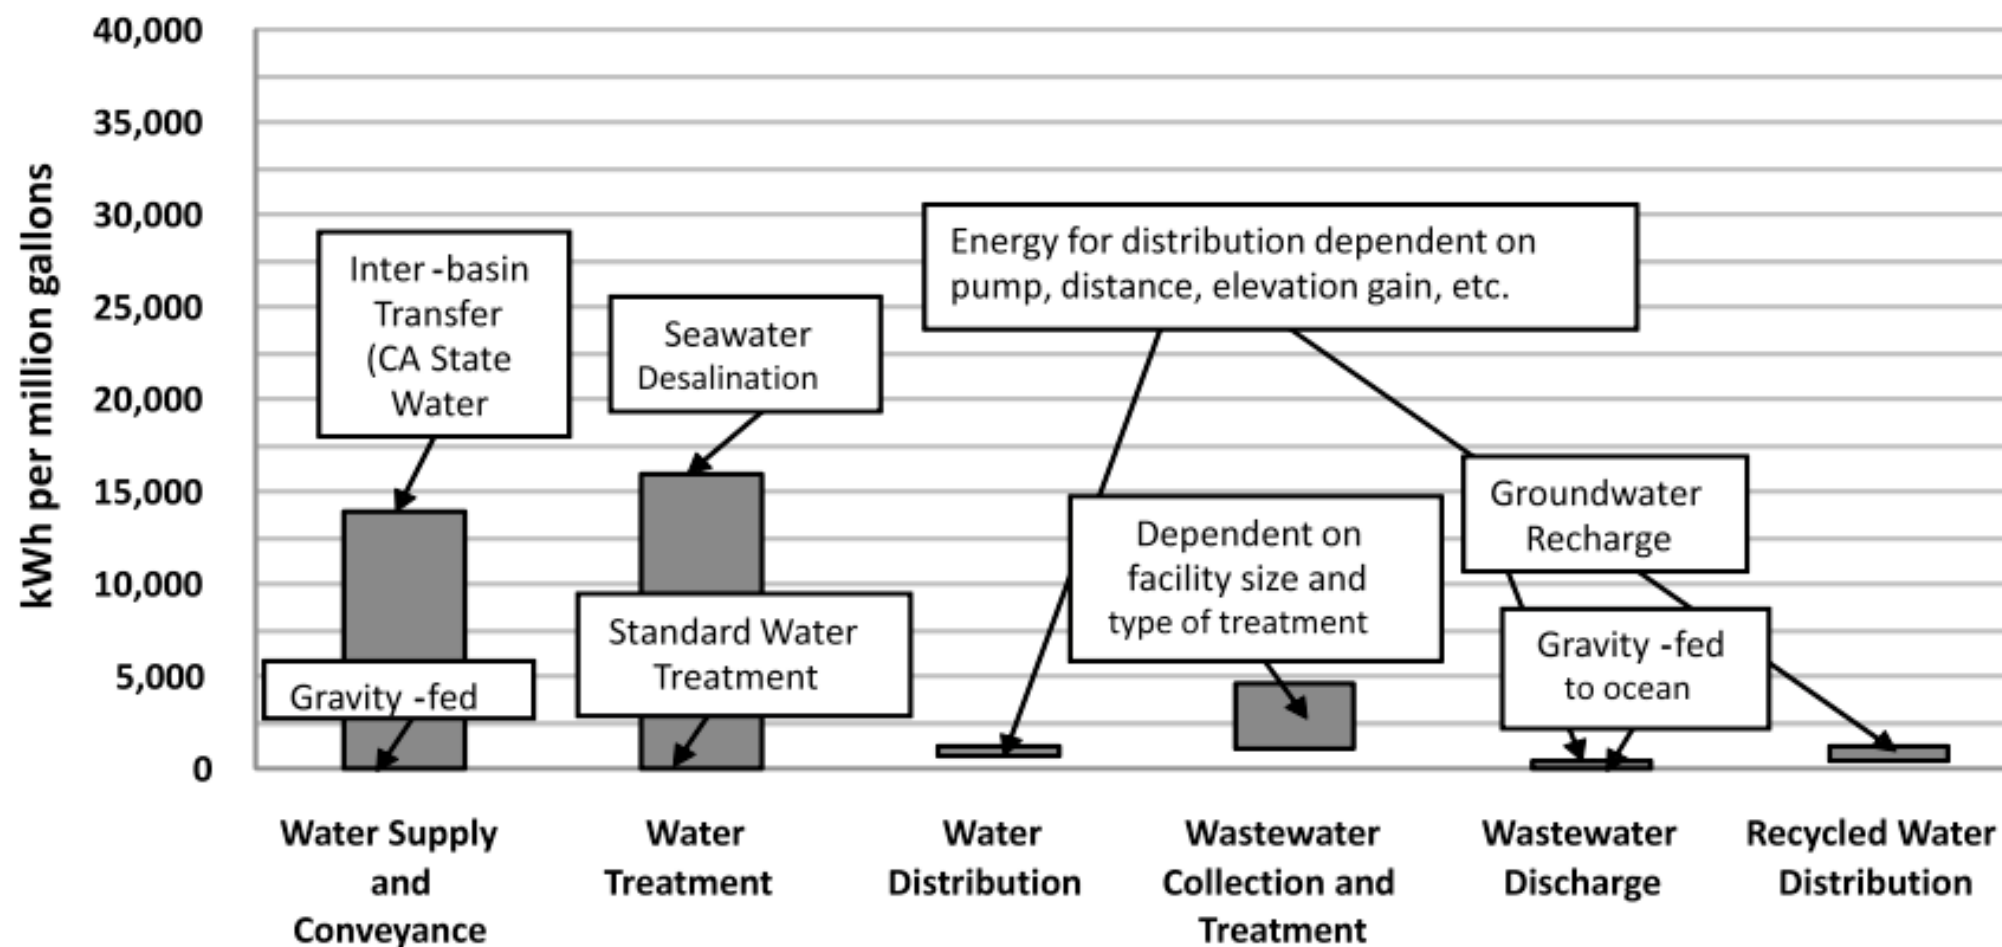 kWh per million gallons
40,000
35,000
30,000
25,000
20,000
15,000
10,000
5,000
0
Inter -basin
Transfer
(CA State
Water
Gravity -fed
Seawater
Desalination
Standard Water
Treatment
Energy for distribution dependent on
pump, distance, elevation gain, etc.
Dependent on
facility size and
type of treatment
Groundwater
Recharge
Gravity -fed
to ocean
Water Supply
and
Conveyance
Water
Treatment
Water
Distribution
Wastewater
Collection and
Treatment
Wastewater
Discharge
Recycled Water
Distribution